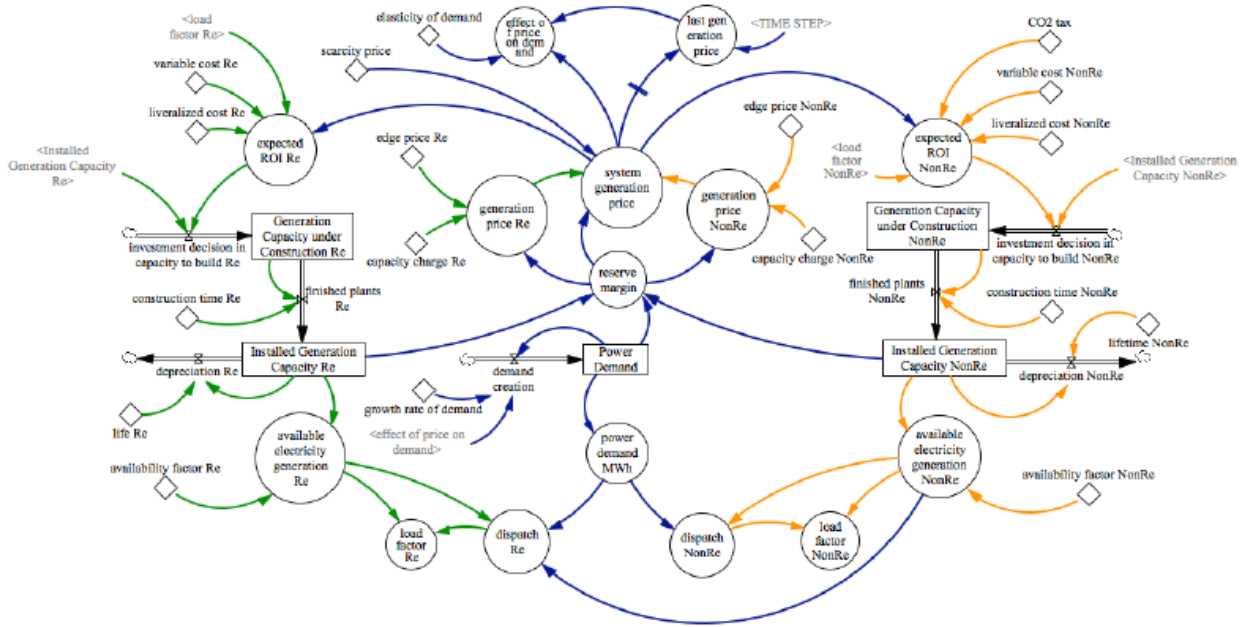 <load
factor Re>
elasticity of demand
effect o
f price
on dem
and
last gen
eration
price
<TIME STEP>
CO2 tax
scarcity price
variable cost Re
variable cost NonRe
liveralized cost Re
edge price NonRe
liveralized cost NonRe
<Installed
Generation Capacity
Re>
expected
ROI Re
edge price Re
<load
factor
NonRe>
expected
ROI
NonRe
<Installed Generation
Capacity NonRe>
system
generation
price
generation
price Re
generation
price
NonRe
Generation
Capacity under
Construction Re
Generation Capacity
under Construction
NonRe
investment decision in
capacity to build Re
capacity charge Re
capacity charge NonRe
investment decision in
capacity to build NonRe
reserve
margin
finished plants
Re
finished plants
NonRe
construction time Re
construction time NonRe
Installed Generation
Capacity Re
Power
Demand
Installed Generation
Capacity NonRe
lifetime NonRe
depreciation Re
demand
creation
depreciation NonRe
life Re
growth rate of demand
<effect of price on
demand>
available
electricity
generation
Re
power
demand
MWh
available
electricity
generation
NonRe
availability factor Re
availability factor NonRe
load
factor
Re
dispatch
Re
dispatch
NonRe
load
factor
NonRe